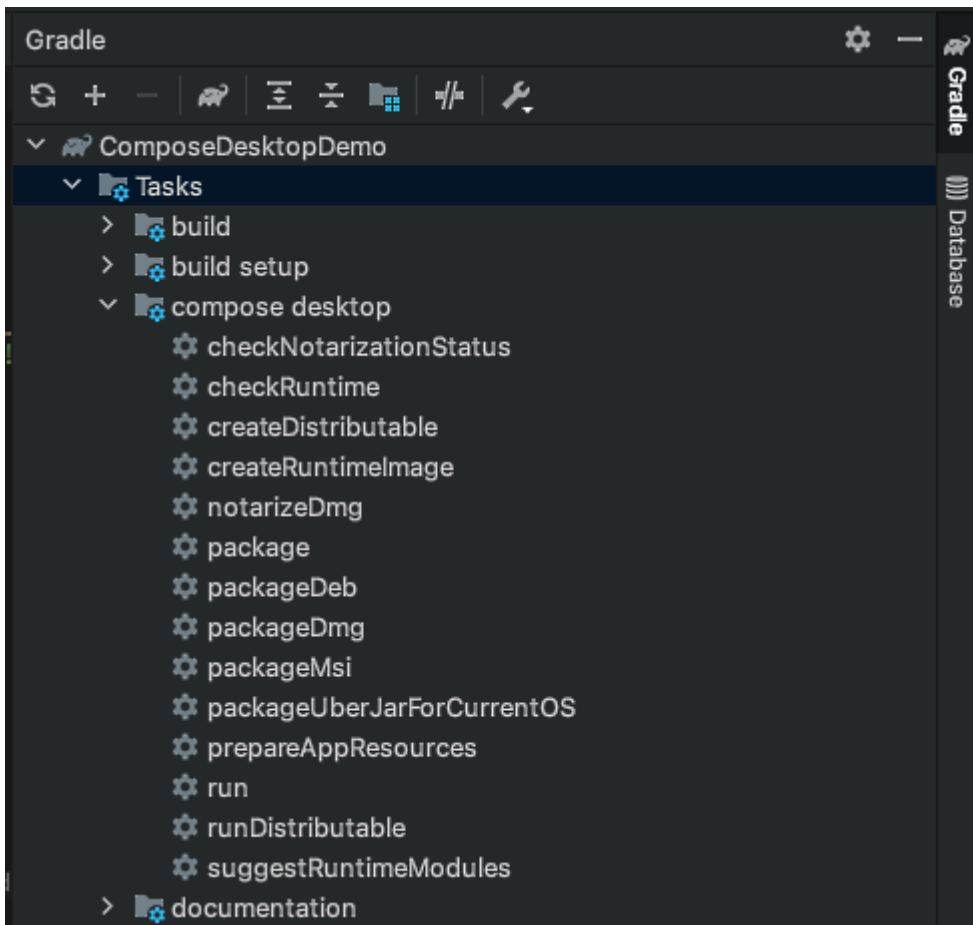 Gradle
ComposeDesktopDemo
Tasks
build
build setup
compose desktop
checkNotarizationStatus
checkRuntime
createDistributable
createRuntimeImage
notarizeDmg
package
packageDeb
packageDmg
packageMsi
packageUberJarForCurrentOS
prepareAppResources
run
runDistributable
suggestRuntimeModules
documentation
Gradle
Database